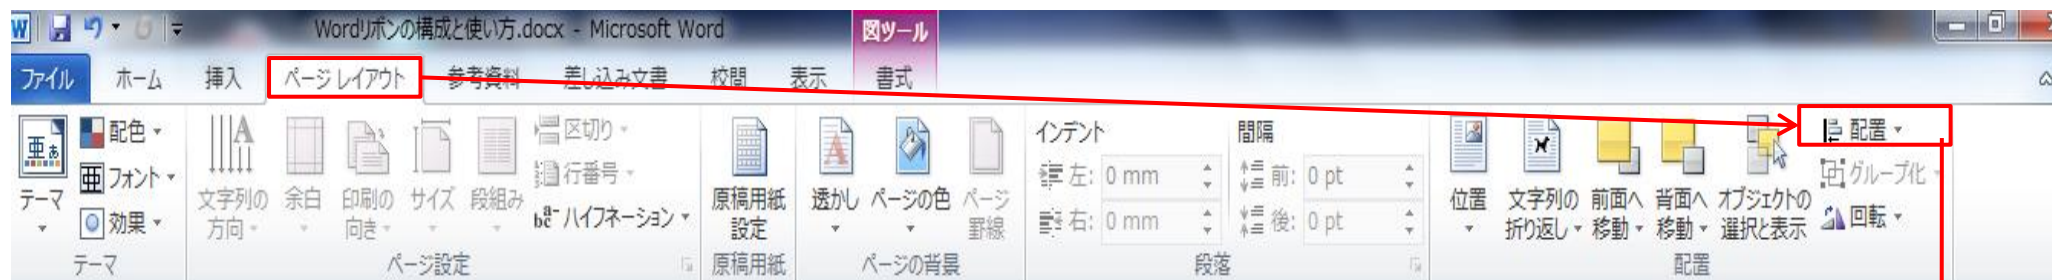 W
Wordリボンの構成と使い方.docx - Microsoft Word
図ツール
ファイル ホーム 挿入 ページ レイアウト 参考資料 差し込み文書 校閲 表示 書式
亜あ
テーマ
配色
亜 フォント
効果
テーマ
A
文字列の
方向
余白
印刷の
向き
サイズ
段組み
区切り
行番号
bc a- ハイフネーション
ページ設定
原稿用紙
設定
原稿用紙
A
透かし
ページの色
ページ
罫線
ページの背景
インデント
左: 0 mm
右: 0 mm
間隔
前: 0 pt
後: 0 pt
段落
位置
文字列の
折り返し
前面へ
移動
背面へ
移動
オブジェクトの
選択と表示
配置
グループ化
回転
配置